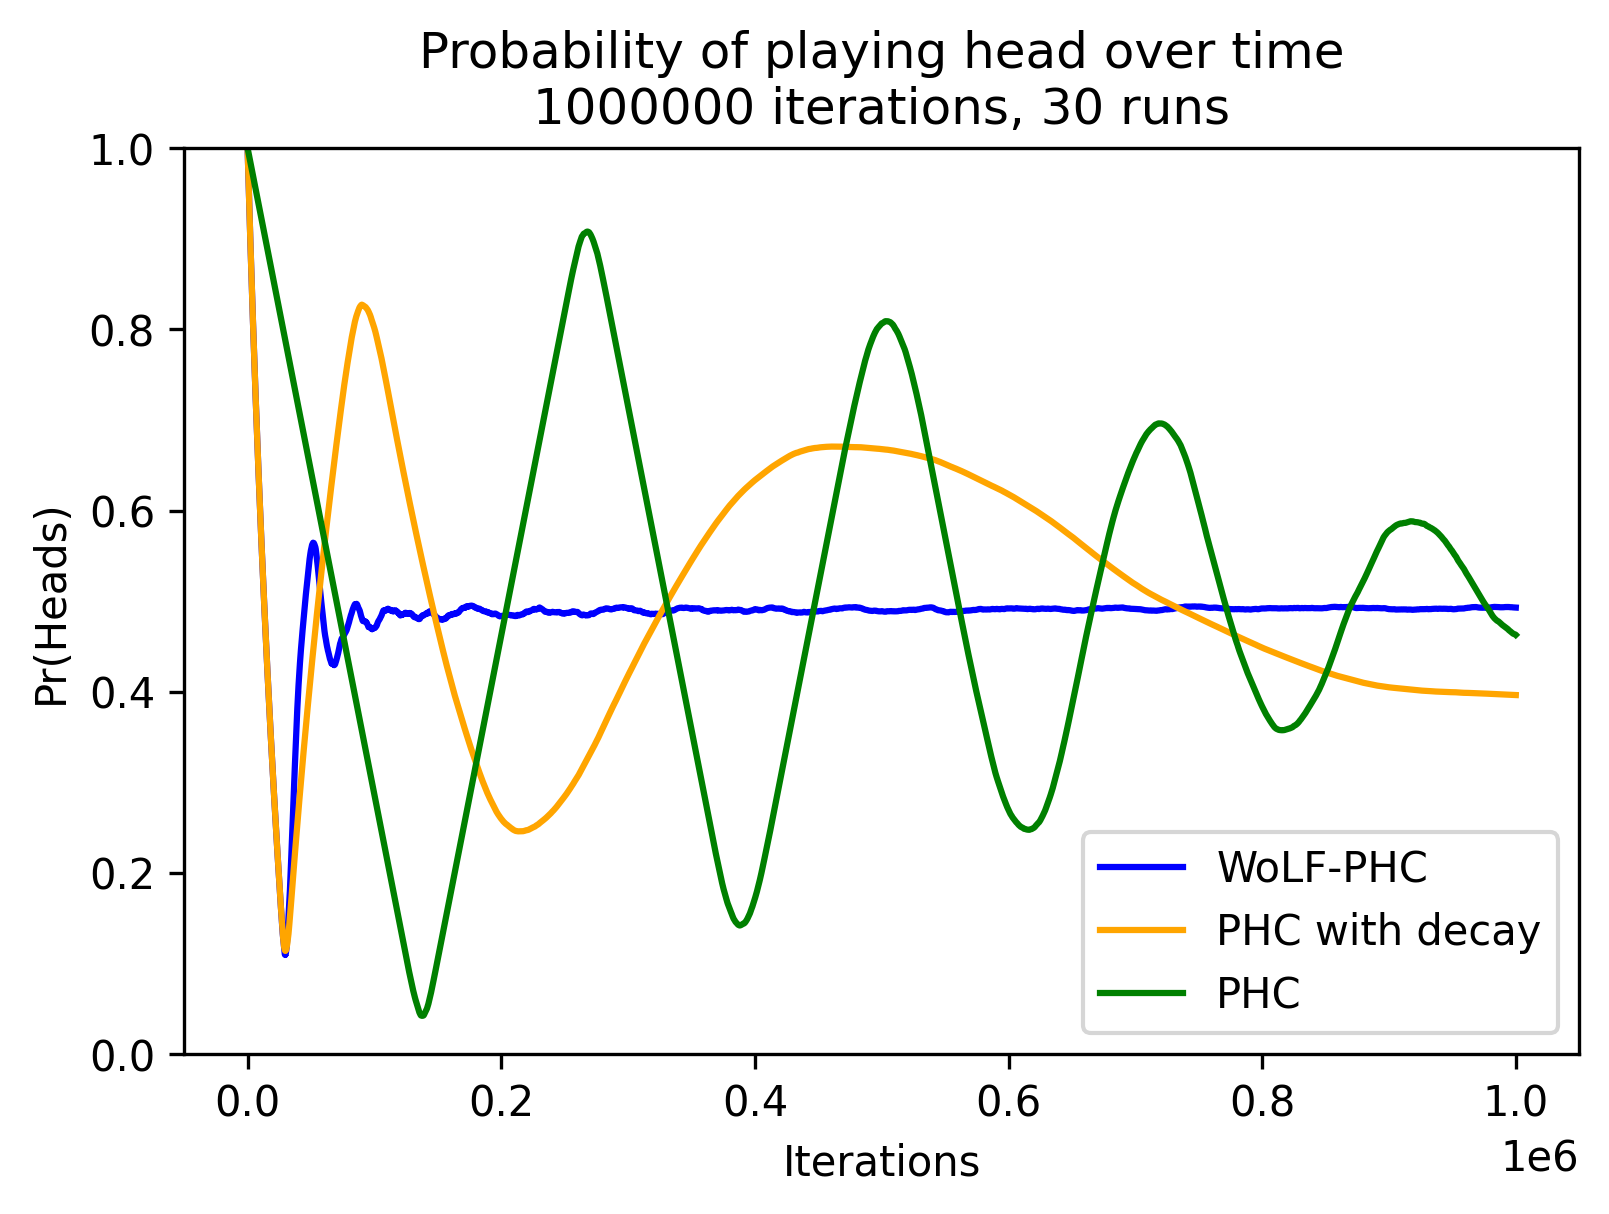 Probability of playing head over time
1000000 iterations, 30 runs
1.0
0.8
0.6
0.4
0.2
0.0
Pr(Heads)
WoLF-PHC
PHC with decay
PHC
0.0 0.2 0.4 0.6 0.8 1.0
1e6
Iterations